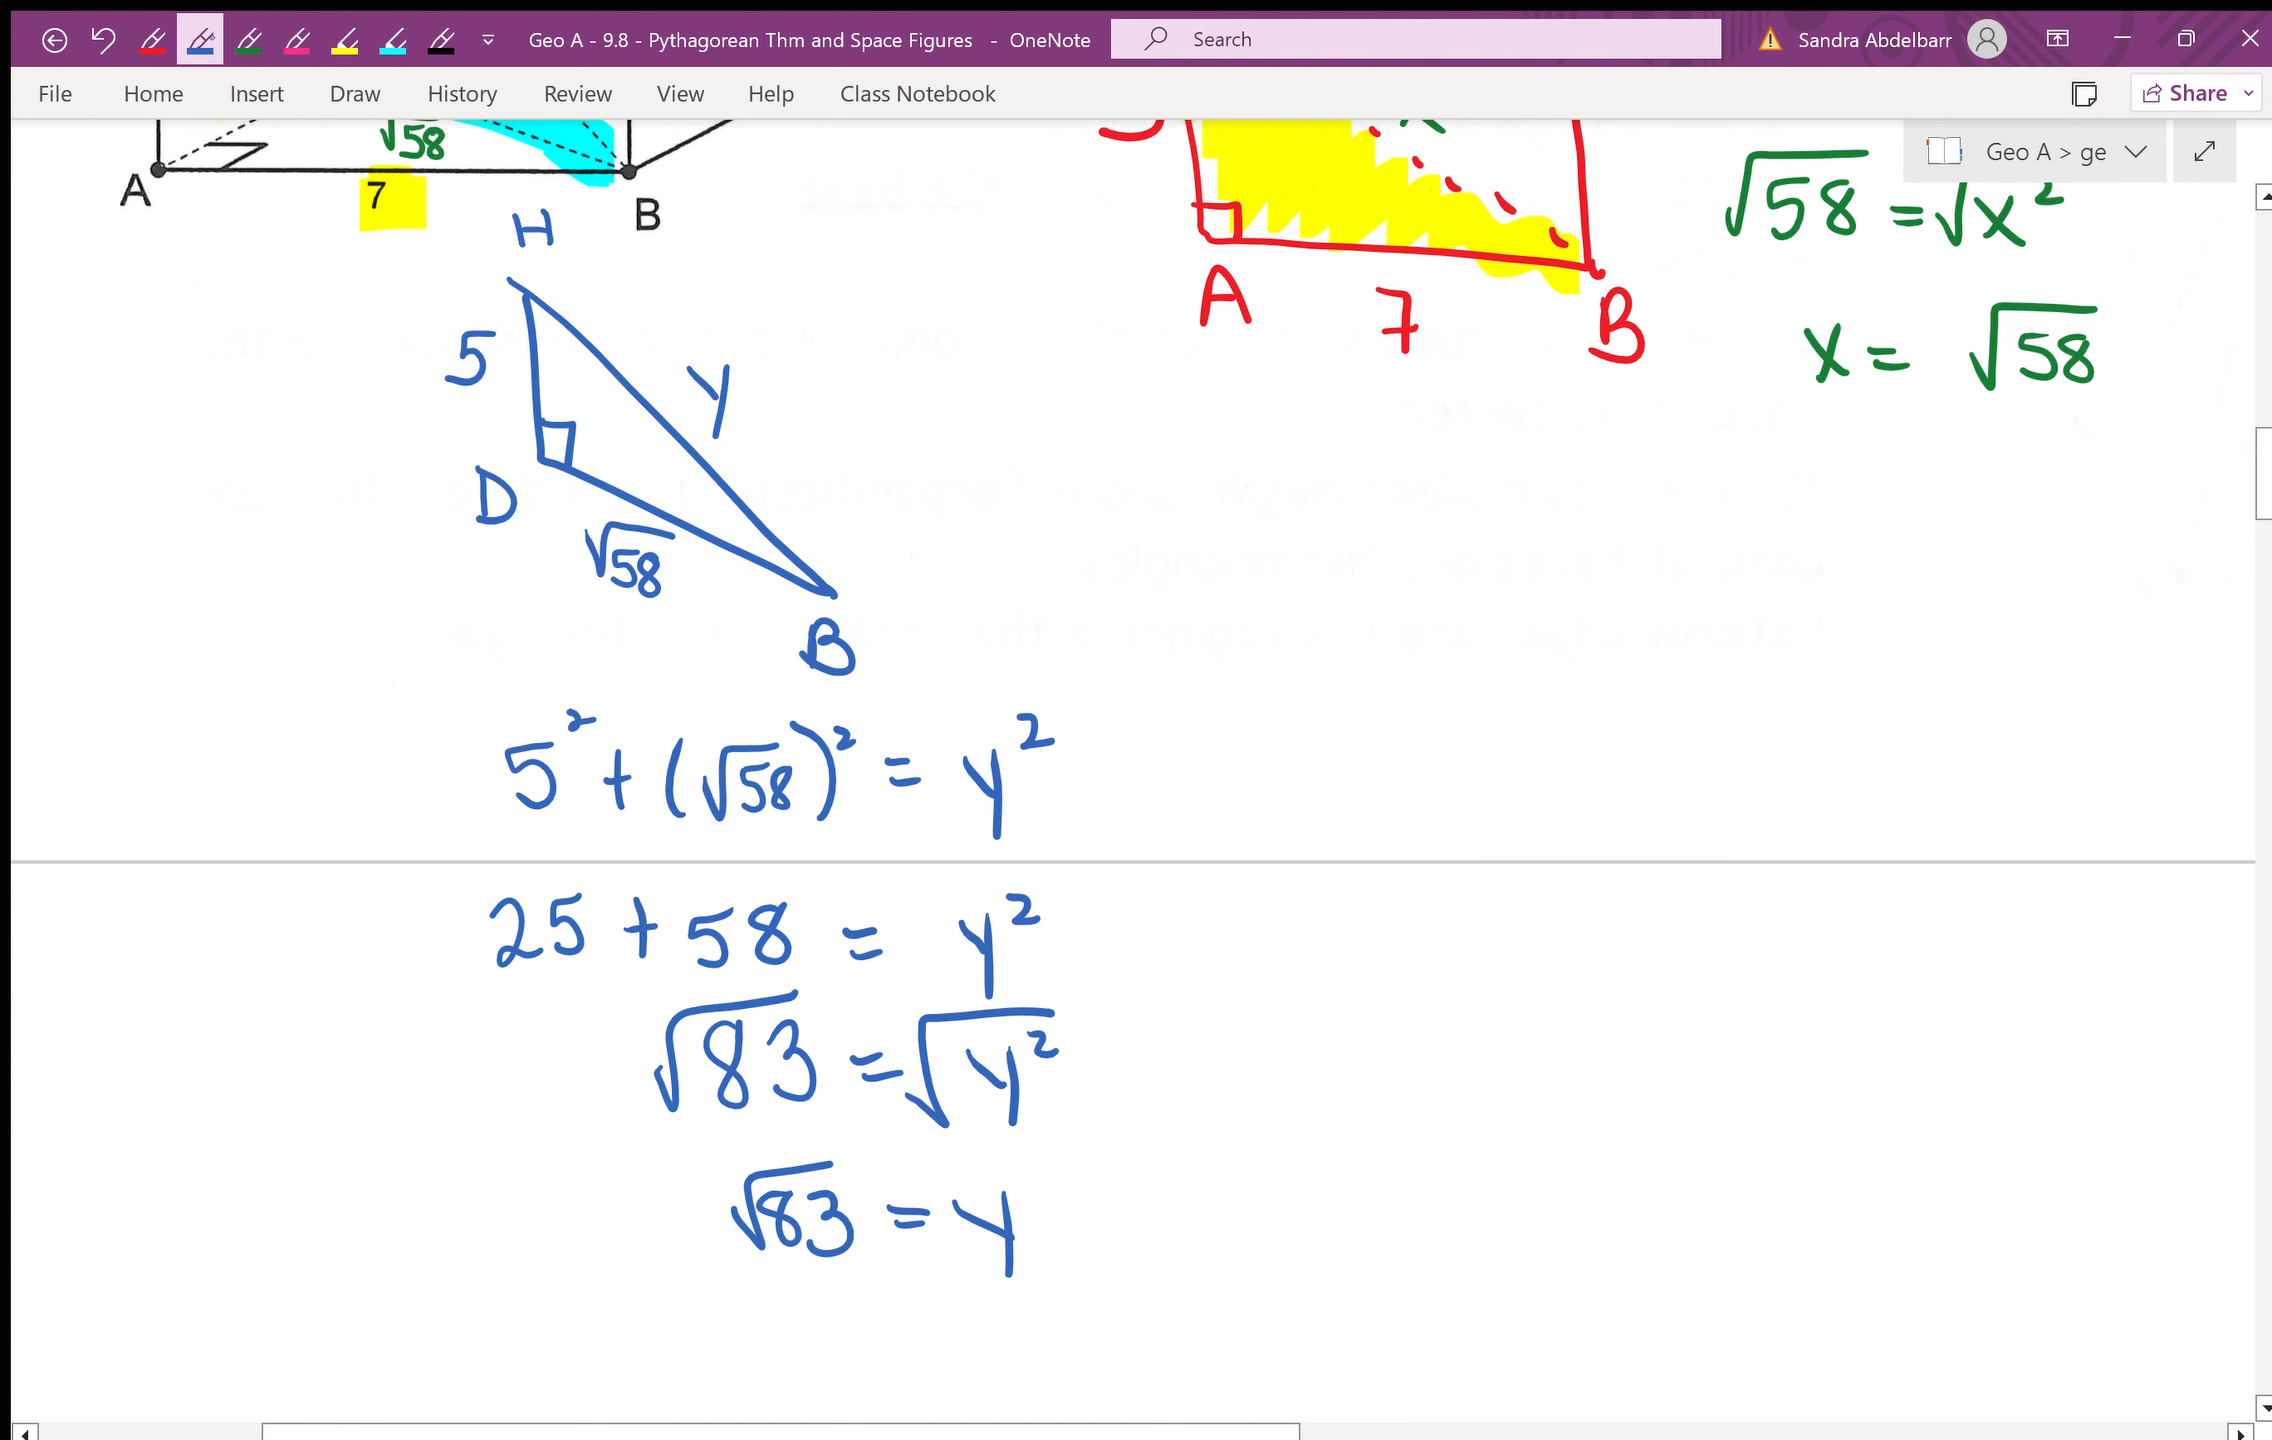 Geo A - 9.8 - Pythagorean Thm and Space Figures - OneNote
Search
Sandra Abdelbarr
File Home Insert Draw History Review View Help Class Notebook
Share
Geo A > ge
√58
A
7
B
A
7
B
√58 = √x²
x = √58
H
5
y
D
√58
B
5² + (√58)² = y²
25 + 58 = y²
√83 = √y²
√83 = y